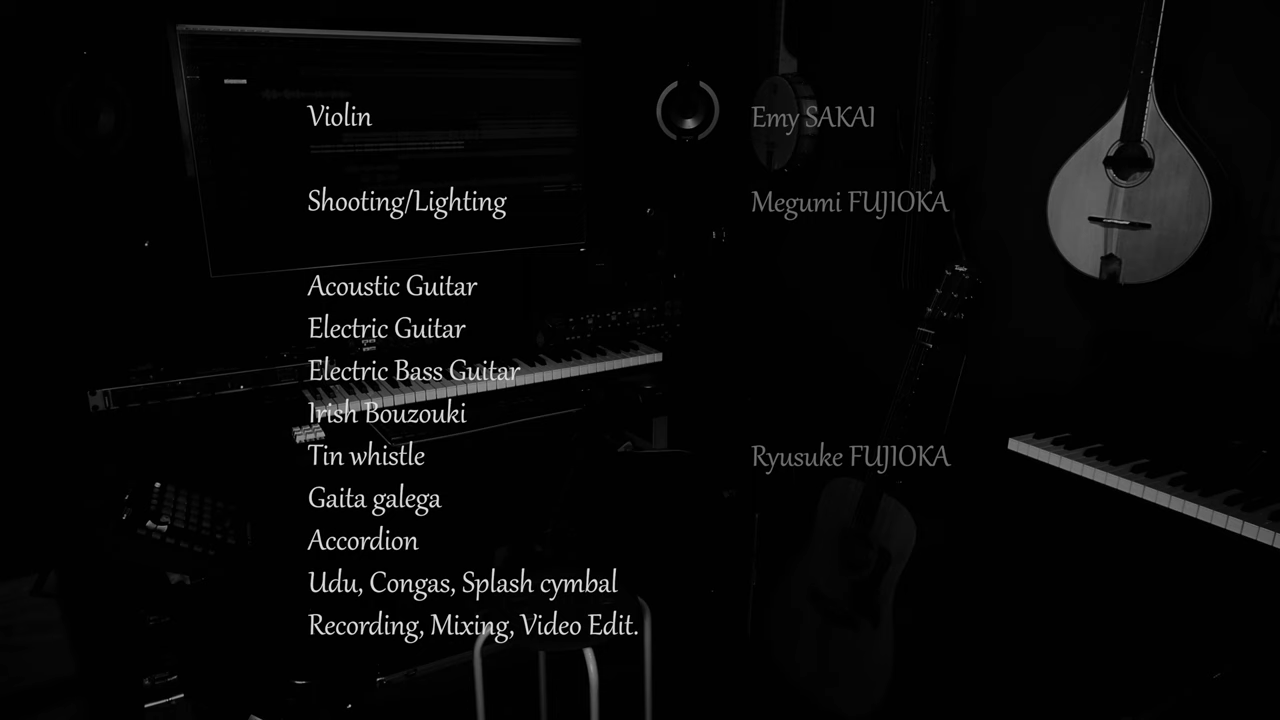 Violin Emy SAKAI
Shooting/Lighting Megumi FUJIOKA
Acoustic Guitar
Electric Guitar
Electric Bass Guitar
Irish Bouzouki
Tin whistle Ryusuke FUJIOKA
Gaita galega
Accordion
Udu, Congas, Splash cymbal
Recording, Mixing, Video Edit.